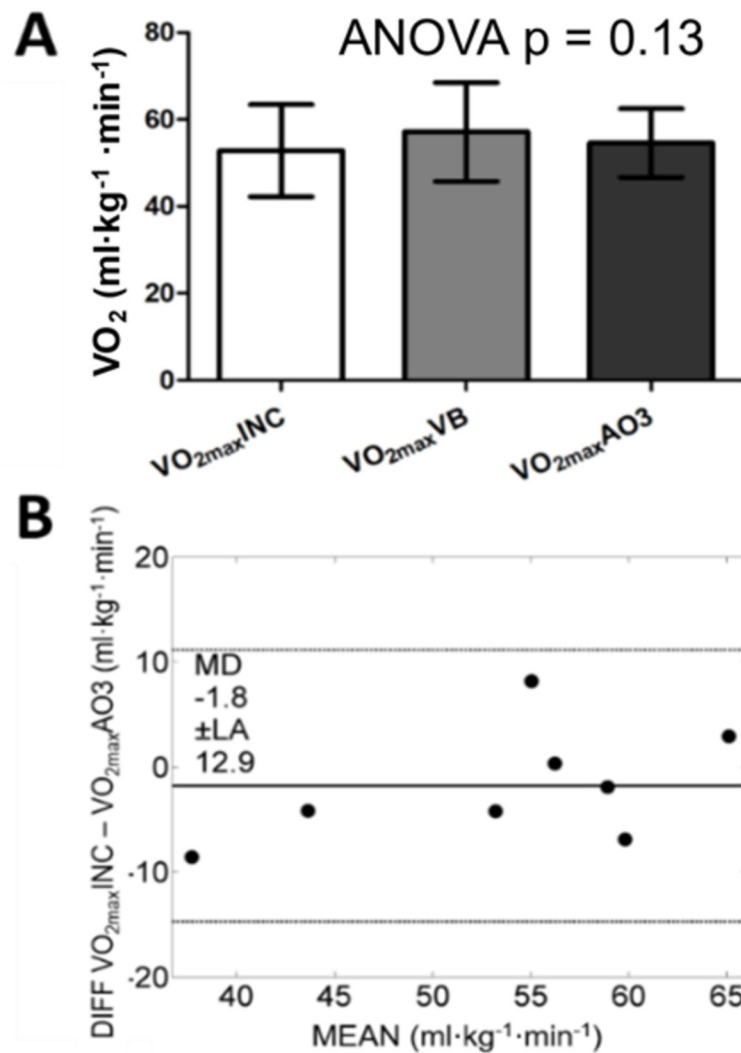 A
ANOVA p = 0.13
VO₂ (ml·kg⁻¹ ·min⁻¹)
80
60
40
20
0
VO₂maxINC
VO₂maxVB
VO₂maxAO3
B
DIFF VO₂maxINC – VO₂maxAO3 (ml·kg⁻¹·min⁻¹)
20
10
0
-10
-20
MD
-1.8
±LA
12.9
40
45
50
55
60
65
MEAN (ml·kg⁻¹·min⁻¹)